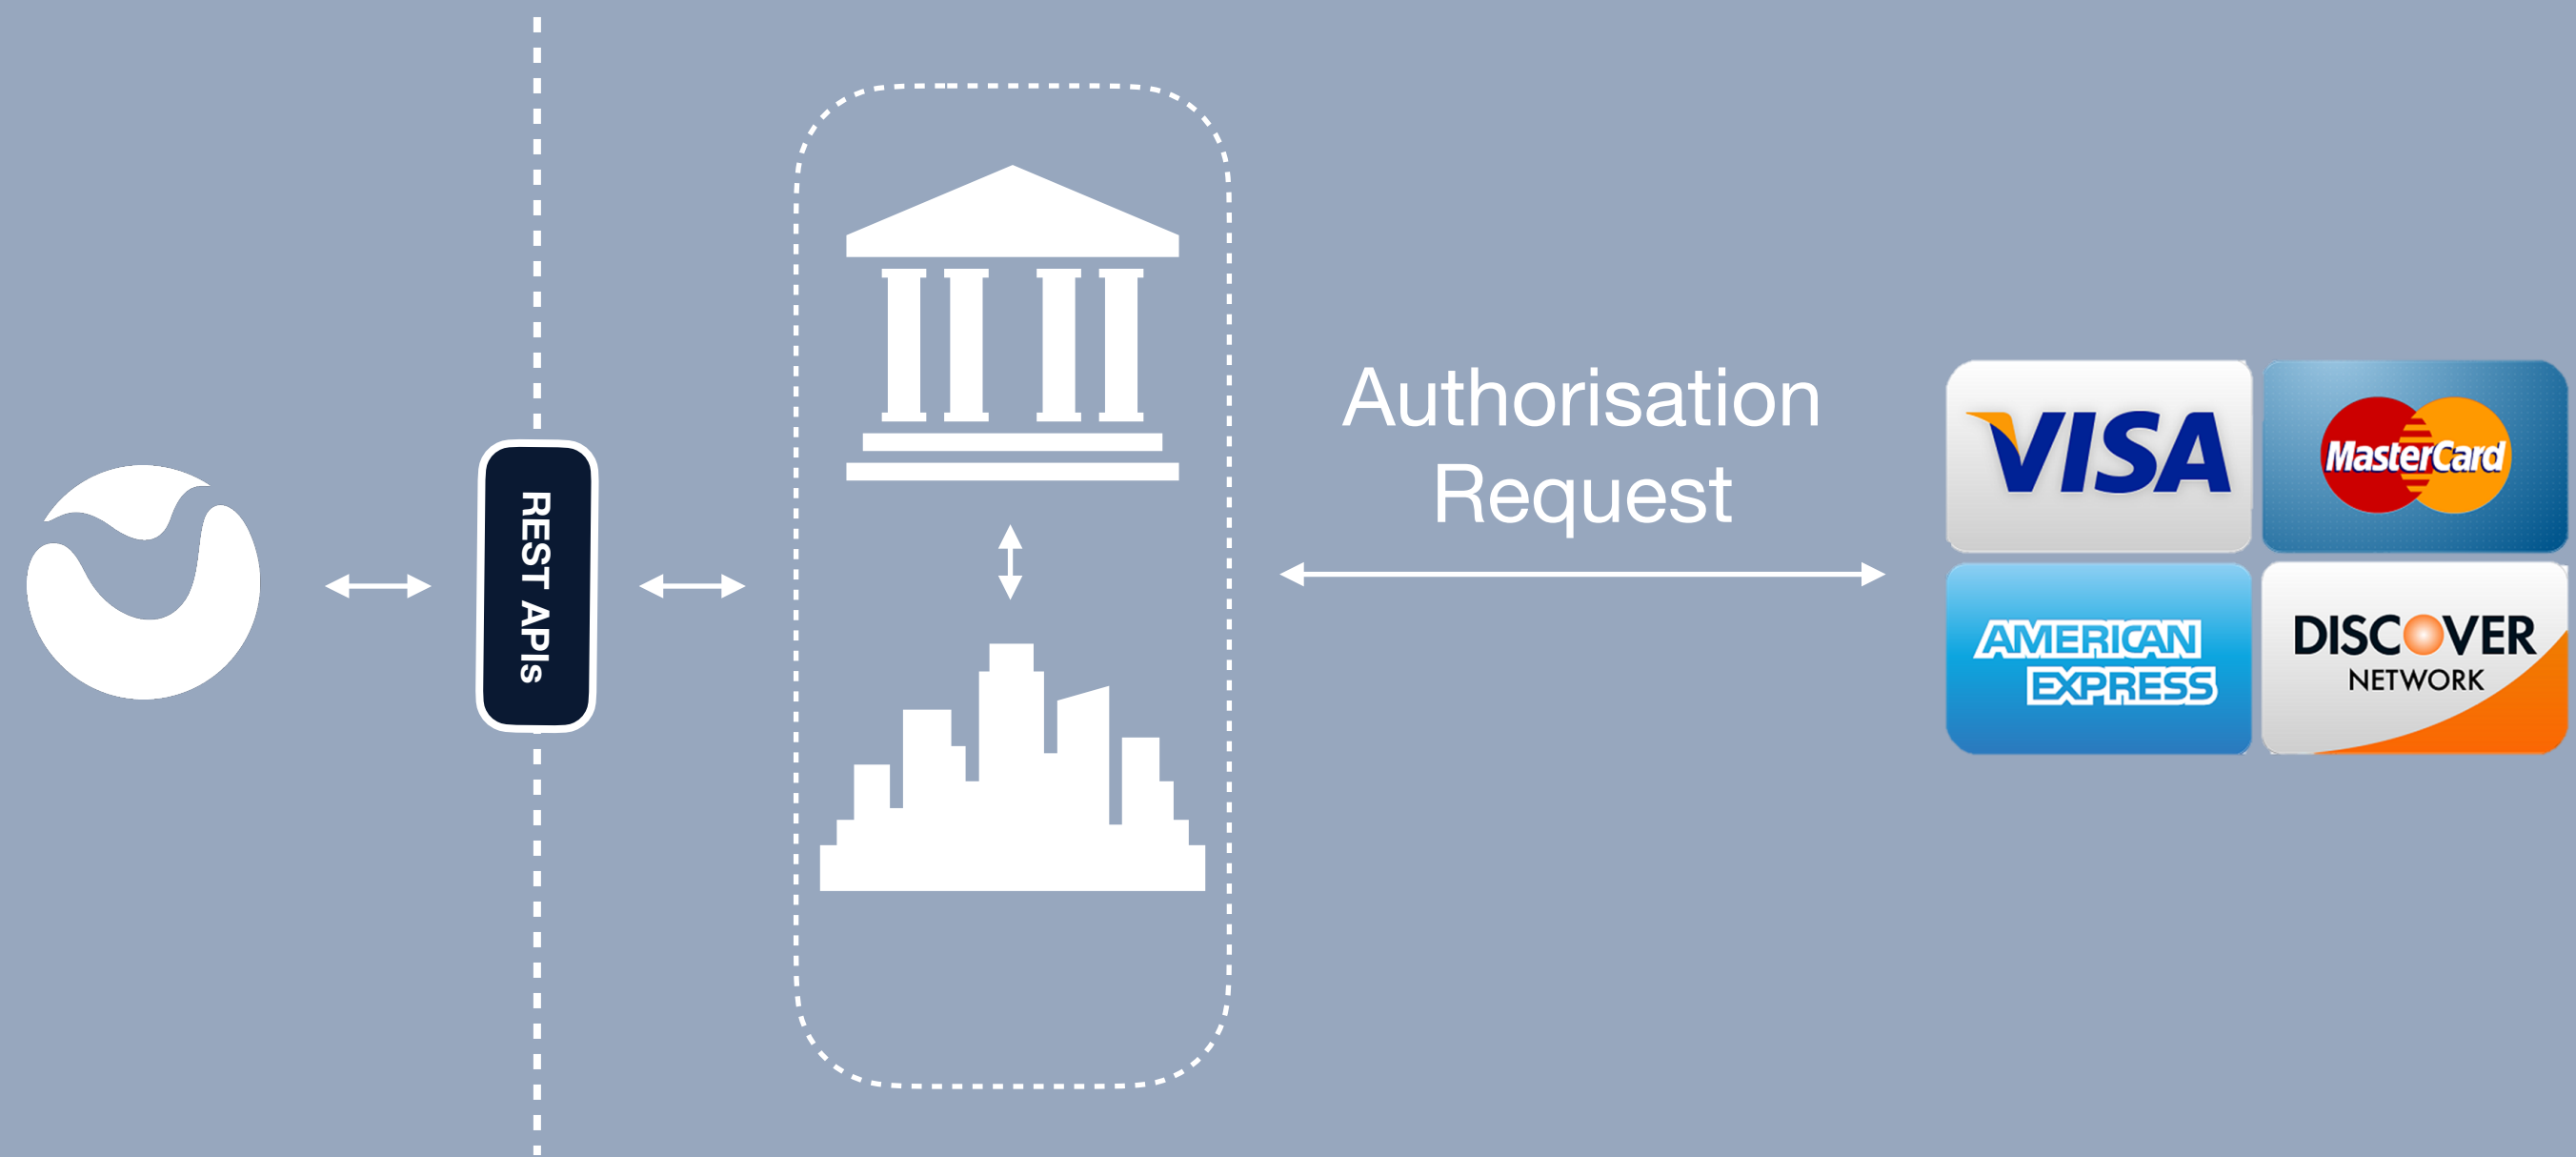 REST APIs
Authorisation
Request
VISA
MasterCard
AMERICAN
EXPRESS
DISCOVER
NETWORK